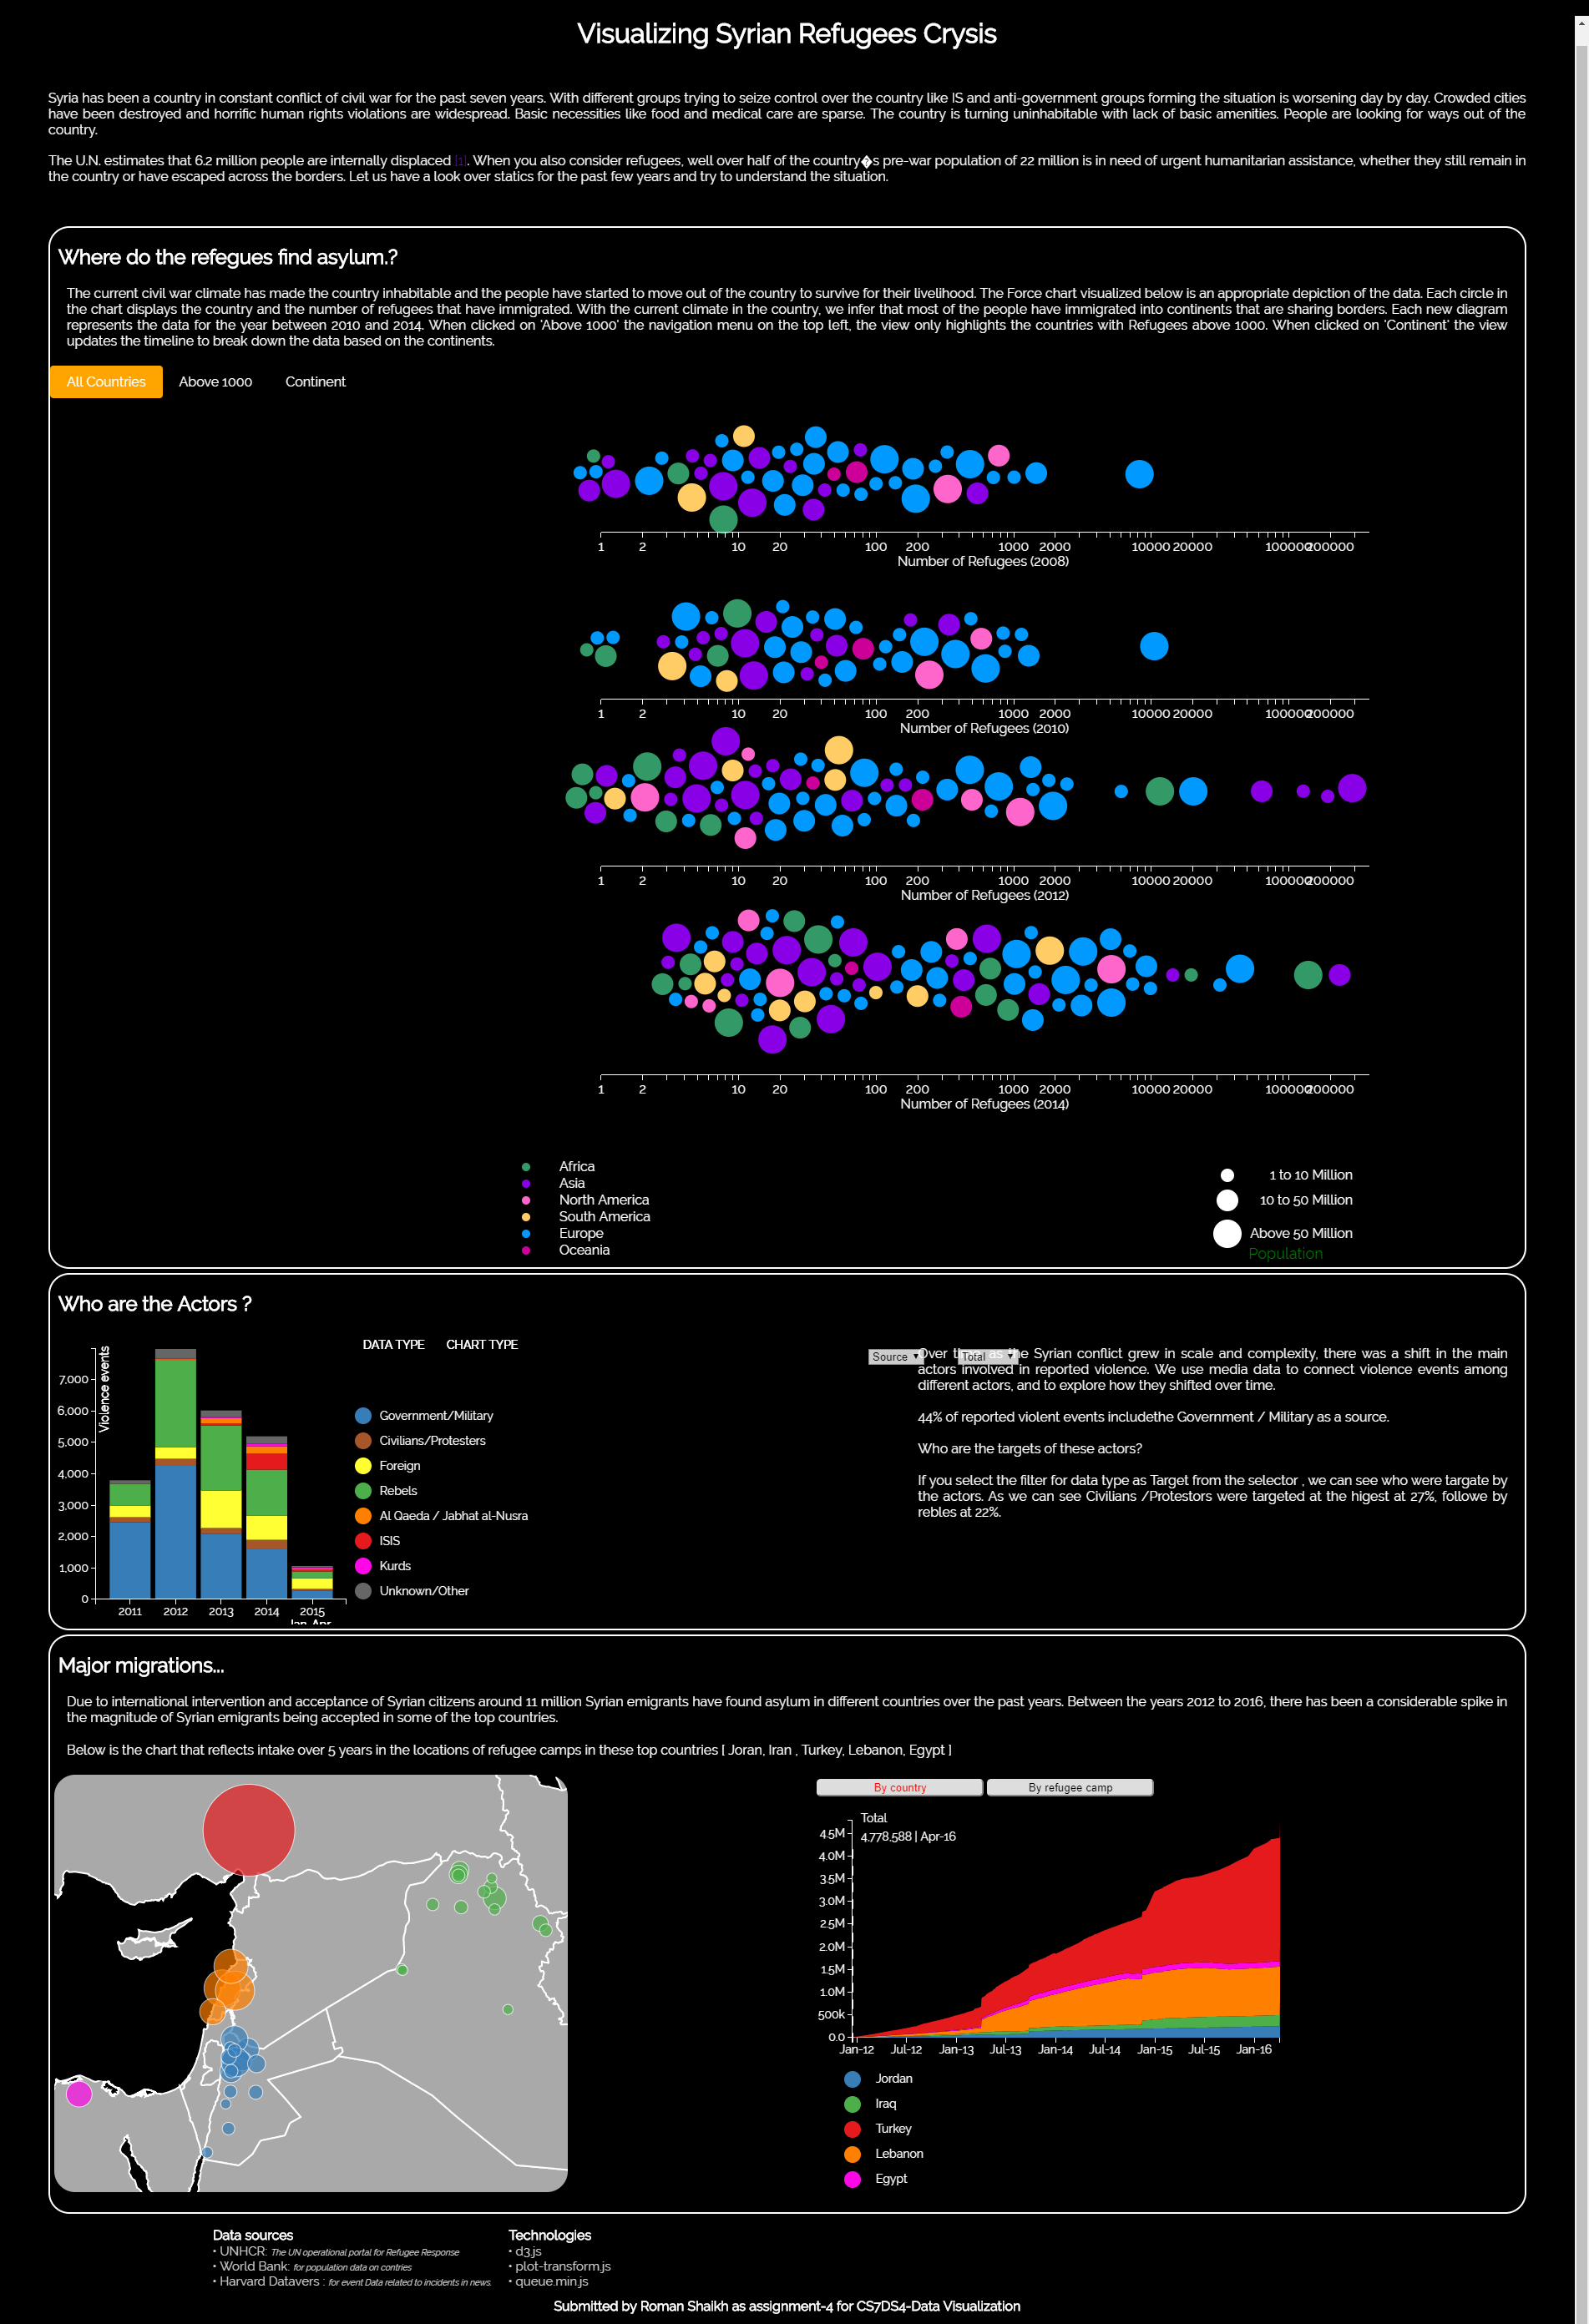 Visualizing Syrian Refugees Crysis
Syria has been a country in constant conflict of civil war for the past seven years. With different groups trying to seize control over the country like IS and anti-government groups forming the situation is worsening day by day. Crowded cities
have been destroyed and horrific human rights violations are widespread. Basic necessities like food and medical care are sparse. The country is turning uninhabitable with lack of basic amenities. People are looking for ways out of the
country.
The U.N. estimates that 6.2 million people are internally displaced [1]. When you also consider refugees, well over half of the country�s pre-war population of 22 million is in need of urgent humanitarian assistance, whether they still remain in
the country or have escaped across the borders. Let us have a look over statics for the past few years and try to understand the situation.
Where do the refegues find asylum.?
The current civil war climate has made the country inhabitable and the people have started to move out of the country to survive for their livelihood. The Force chart visualized below is an appropriate depiction of the data. Each circle in
the chart displays the country and the number of refugees that have immigrated. With the current climate in the country, we infer that most of the people have immigrated into continents that are sharing borders. Each new diagram
represents the data for the year between 2010 and 2014. When clicked on 'Above 1000' the navigation menu on the top left, the view only highlights the countries with Refugees above 1000. When clicked on 'Continent' the view
updates the timeline to break down the data based on the continents.
All Countries Above 1000 Continent
1 2 10 20 100 200 1000 2000 10000 20000 100000 200000
Number of Refugees (2008)
1 2 10 20 100 200 1000 2000 10000 20000 100000 200000
Number of Refugees (2010)
1 2 10 20 100 200 1000 2000 10000 20000 100000 200000
Number of Refugees (2012)
1 2 10 20 100 200 1000 2000 10000 20000 100000 200000
Number of Refugees (2014)
Africa
Asia
North America
South America
Europe
Oceania
1 to 10 Million
10 to 50 Million
Above 50 Million
Population
Who are the Actors ?
DATA TYPE CHART TYPE
Source Total
Violence events
7,000
6,000
5,000
4,000
3,000
2,000
1,000
0
2011 2012 2013 2014 2015
Jan-Apr
Government/Military
Civilians/Protesters
Foreign
Rebels
Al Qaeda / Jabhat al-Nusra
ISIS
Kurds
Unknown/Other
Over the Syrian conflict grew in scale and complexity, there was a shift in the main
actors involved in reported violence. We use media data to connect violence events among
different actors, and to explore how they shifted over time.
44% of reported violent events includethe Government / Military as a source.
Who are the targets of these actors?
If you select the filter for data type as Target from the selector , we can see who were targate by
the actors. As we can see Civilians /Protestors were targeted at the higest at 27%, followe by
rebles at 22%.
Major migrations...
Due to international intervention and acceptance of Syrian citizens around 11 million Syrian emigrants have found asylum in different countries over the past years. Between the years 2012 to 2016, there has been a considerable spike in
the magnitude of Syrian emigrants being accepted in some of the top countries.
Below is the chart that reflects intake over 5 years in the locations of refugee camps in these top countries [ Joran, Iran , Turkey, Lebanon, Egypt ]
By country By refugee camp
Total
4,778,588 | Apr-16
4.5M
4.0M
3.5M
3.0M
2.5M
2.0M
1.5M
1.0M
500k
0.0
Jan-12 Jul-12 Jan-13 Jul-13 Jan-14 Jul-14 Jan-15 Jul-15 Jan-16
Jordan
Iraq
Turkey
Lebanon
Egypt
Data sources
• UNHCR: The UN operational portal for Refugee Response
• World Bank: for population data on contries
• Harvard Datavers : for event Data related to incidents in news.
Technologies
• d3.js
• plot-transform.js
• queue.min.js
Submitted by Roman Shaikh as assignment-4 for CS7DS4-Data Visualization